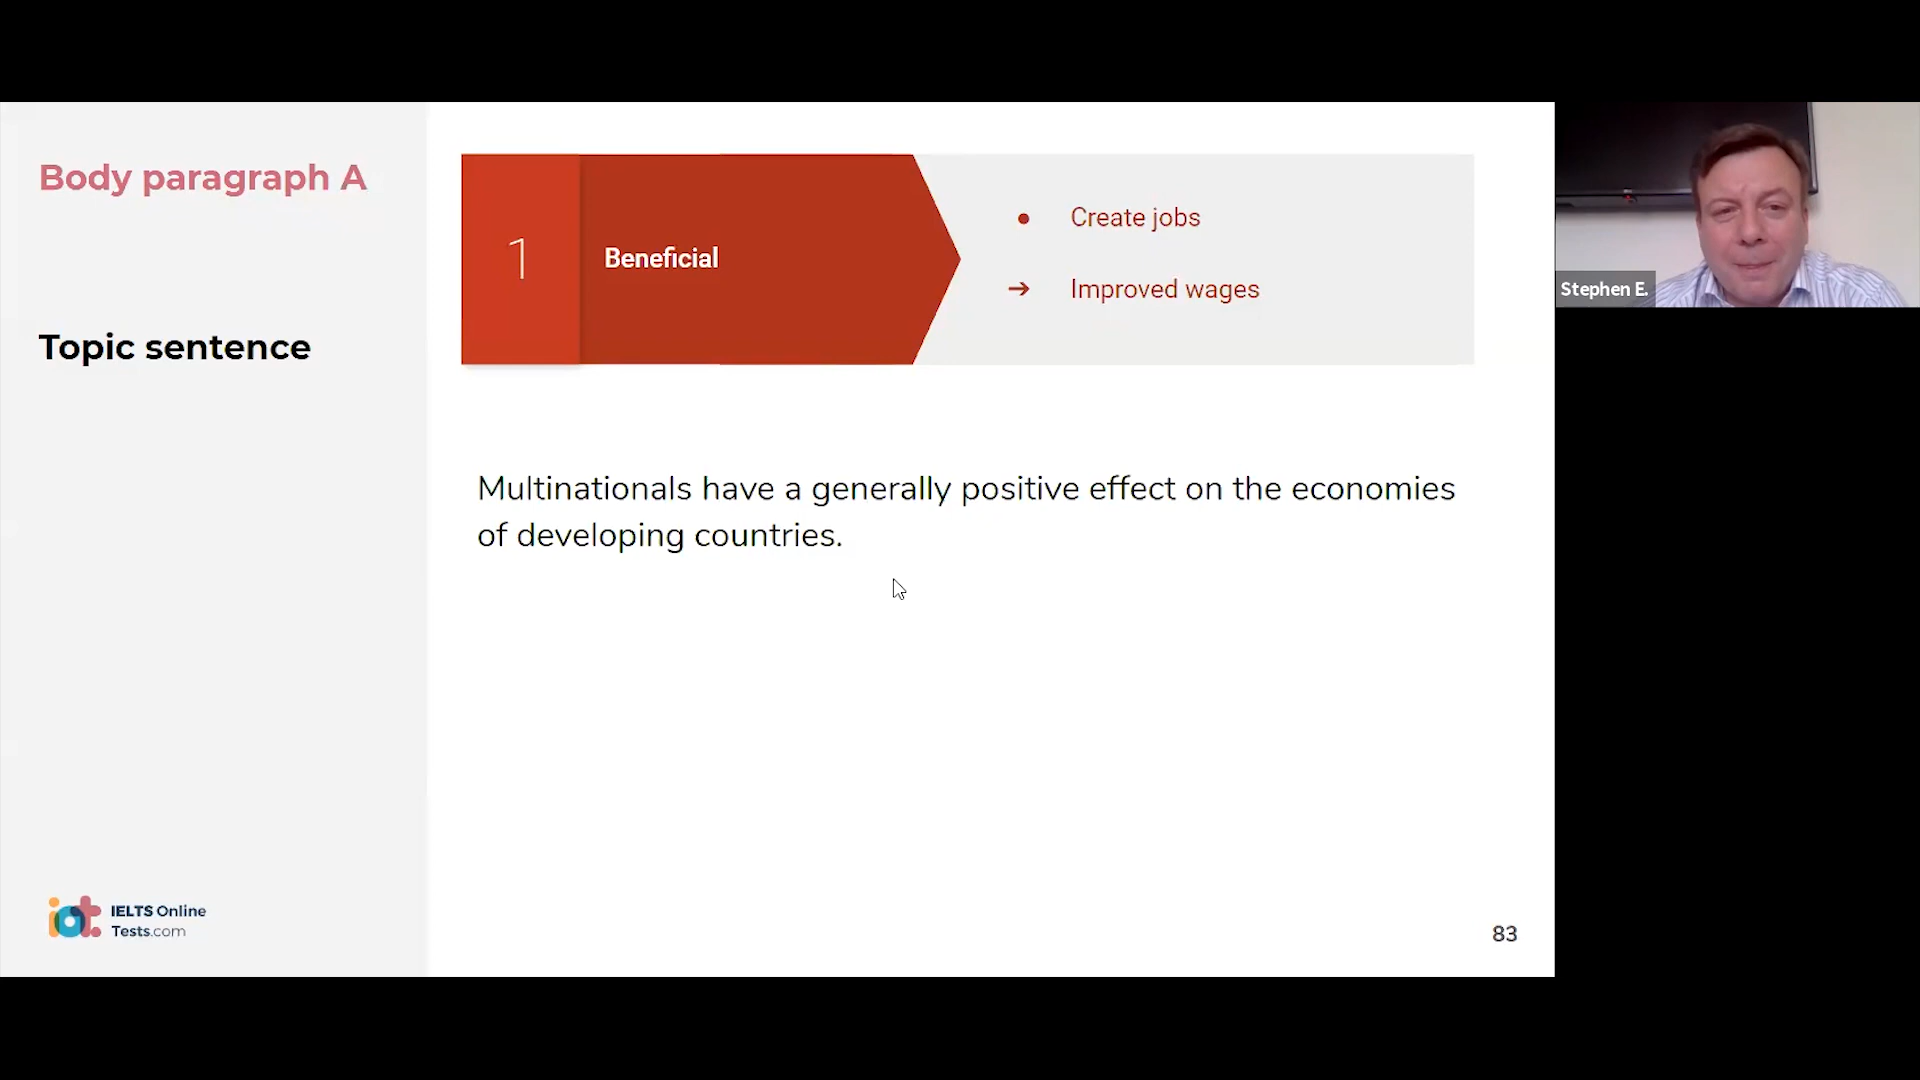 Body paragraph A
Topic sentence
1
Beneficial
● Create jobs
➔ Improved wages
Multinationals have a generally positive effect on the economies
of developing countries.
Stephen E.
iot
IELTS Online
Tests.com
83